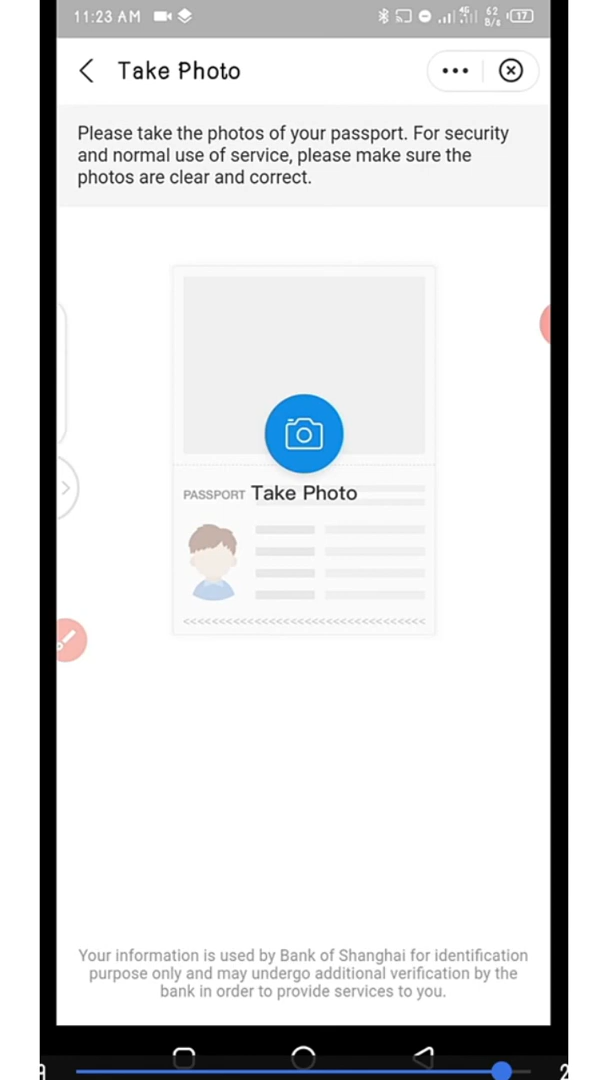 11:23 AM
4G
62
B/s
17
Take Photo
Please take the photos of your passport. For security
and normal use of service, please make sure the
photos are clear and correct.
PASSPORT Take Photo
<<<<<<<<<<<<<<<<<<<<<<<<<<<<<<<<<<
Your information is used by Bank of Shanghai for identification
purpose only and may undergo additional verification by the
bank in order to provide services to you.